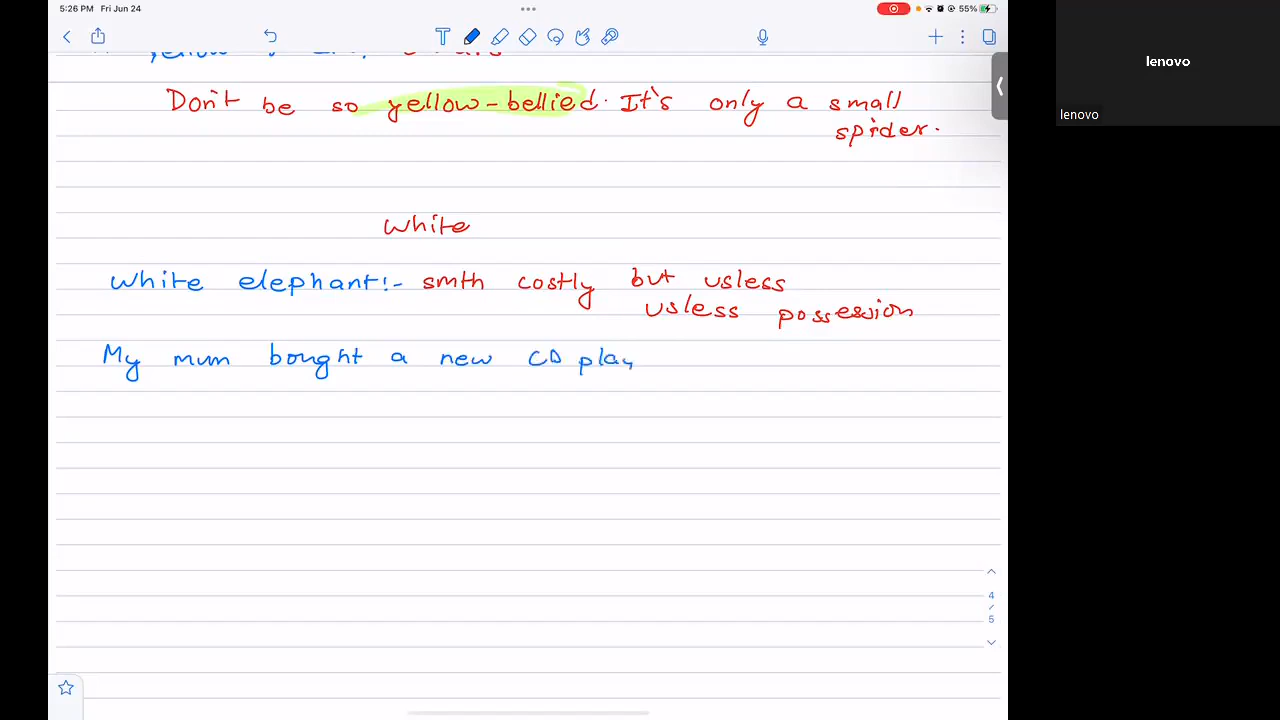 5:26 PM Fri Jun 24
55%
lenovo
lenovo
Don't be so yellow-bellied. It's only a small
spider.
White
White elephant:- smth costly but usless
usless possession
My mum bought a new CD play
4
/
5